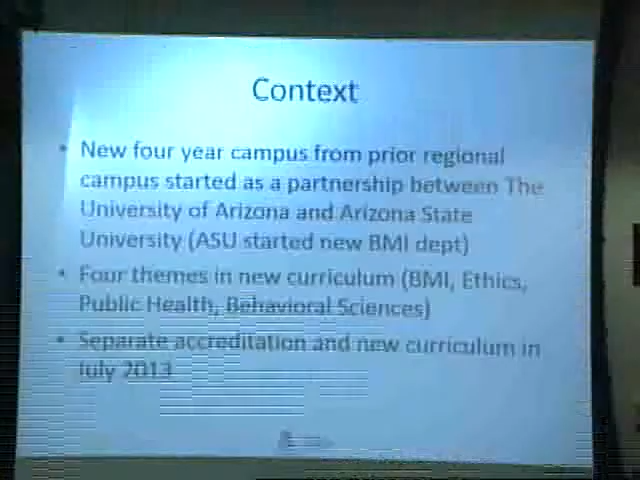 Context
• New four year campus from prior regional
campus started as a partnership between The
University of Arizona and Arizona State
University (ASU started new BMI dept)
• Four themes in new curriculum (BMI, Ethics,
Public Health, Behavioral Sciences)
• Separate accreditation and new curriculum in
July 2013